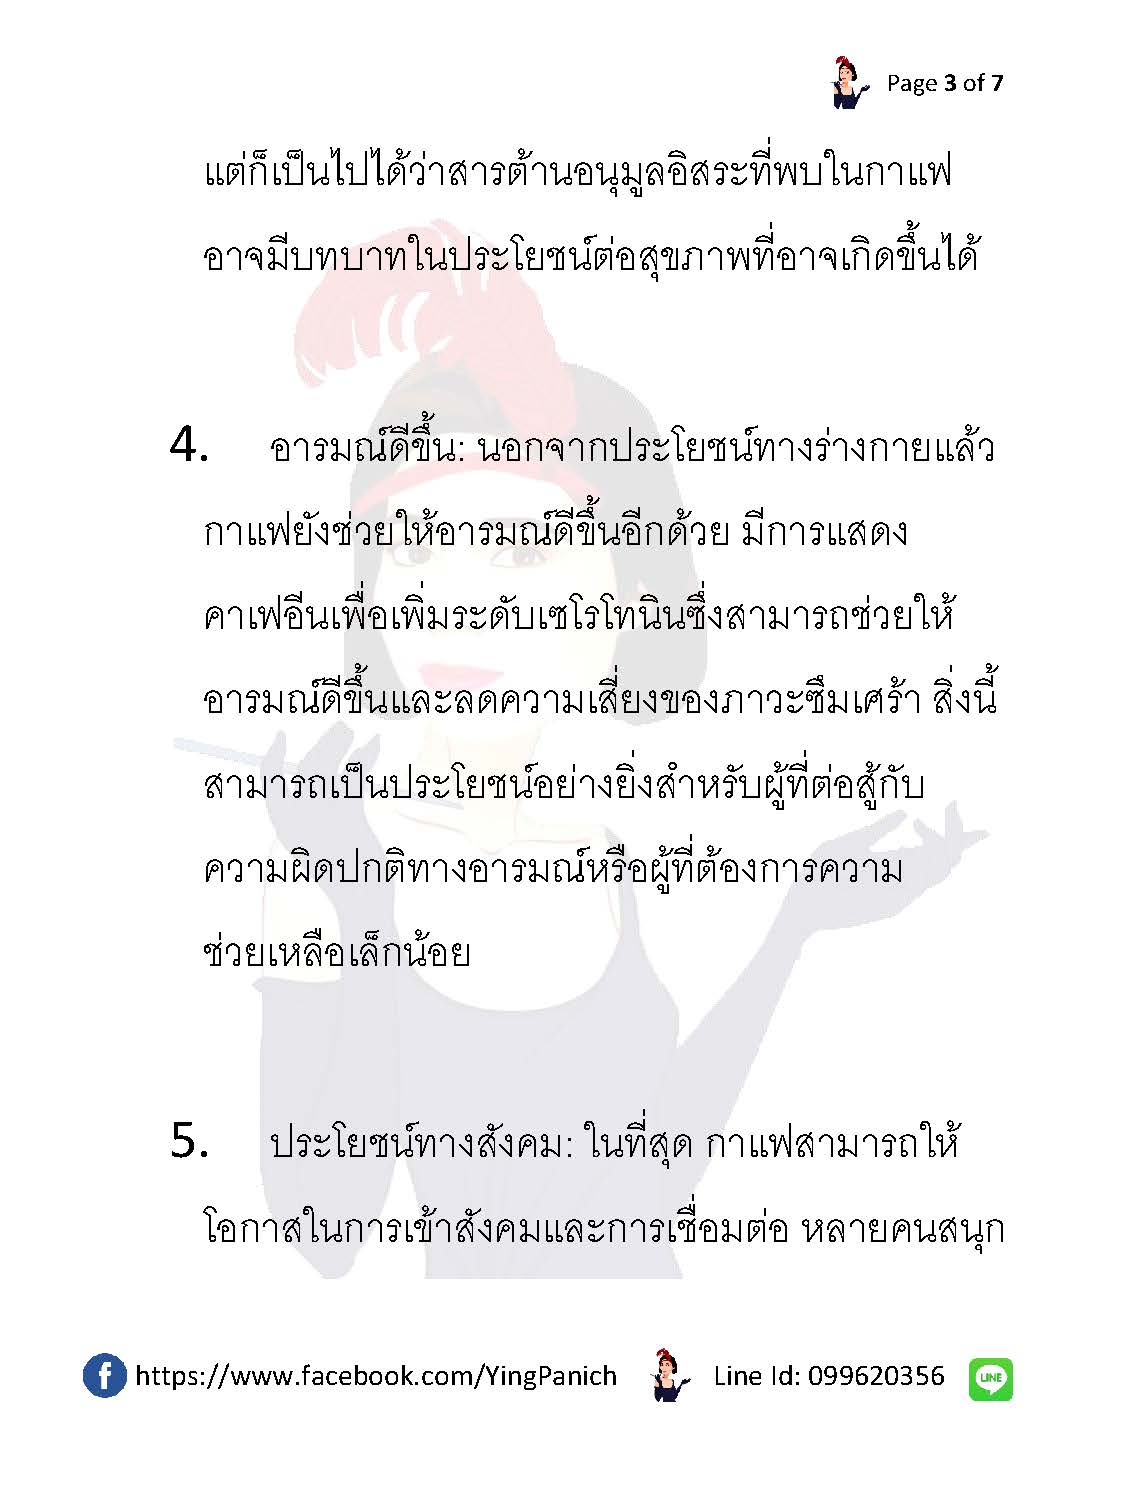 Page 3 of 7
แต่ก็เป็นไปได้ว่าสารต้านอนุมูลอิสระที่พบในกาแฟ
อาจมีบทบาทในประโยชน์ต่อสุขภาพที่อาจเกิดขึ้นได้
4. อารมณ์ดีขึ้น: นอกจากประโยชน์ทางร่างกายแล้ว
กาแฟยังช่วยให้อารมณ์ดีขึ้นอีกด้วย มีการแสดง
คาเฟอีนเพื่อเพิ่มระดับเซโรโทนินซึ่งสามารถช่วยให้
อารมณ์ดีขึ้นและลดความเสี่ยงของภาวะซึมเศร้า สิ่งนี้
สามารถเป็นประโยชน์อย่างยิ่งสำหรับผู้ที่ต่อสู้กับ
ความผิดปกติทางอารมณ์หรือผู้ที่ต้องการความ
ช่วยเหลือเล็กน้อย
5. ประโยชน์ทางสังคม: ในที่สุด กาแฟสามารถให้
โอกาสในการเข้าสังคมและการเชื่อมต่อ หลายคนสนุก
f https://www.facebook.com/YingPanich Line Id: 099620356 LINE